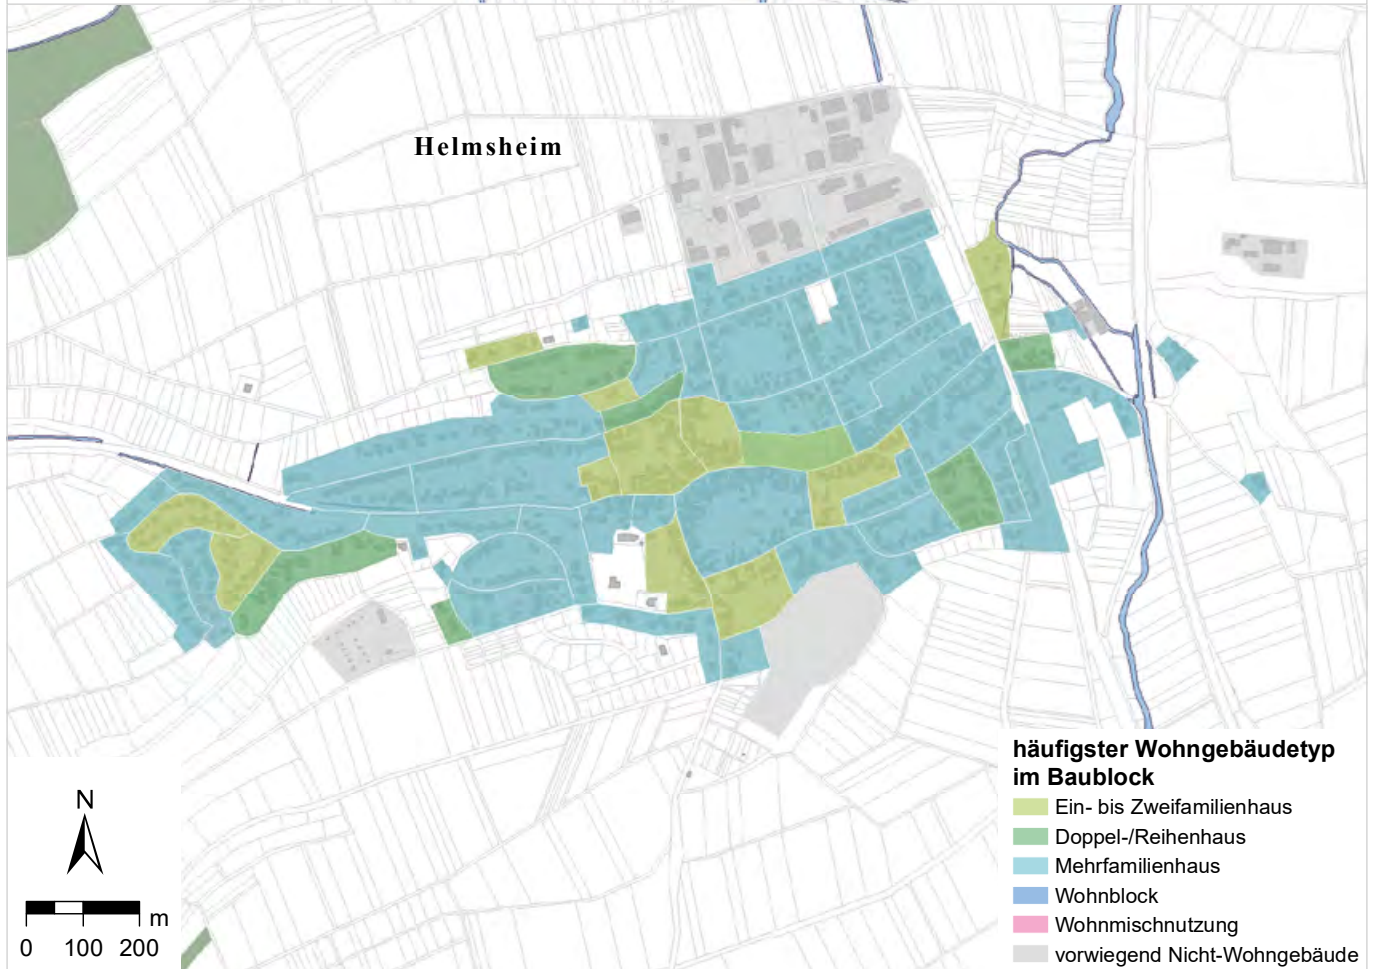 Helmsheim
häufigster Wohngebäudetyp
im Baublock
Ein- bis Zweifamilienhaus
Doppel-/Reihenhaus
Mehrfamilienhaus
Wohnblock
Wohnmischnutzung
vorwiegend Nicht-Wohngebäude
N
m
0 100 200